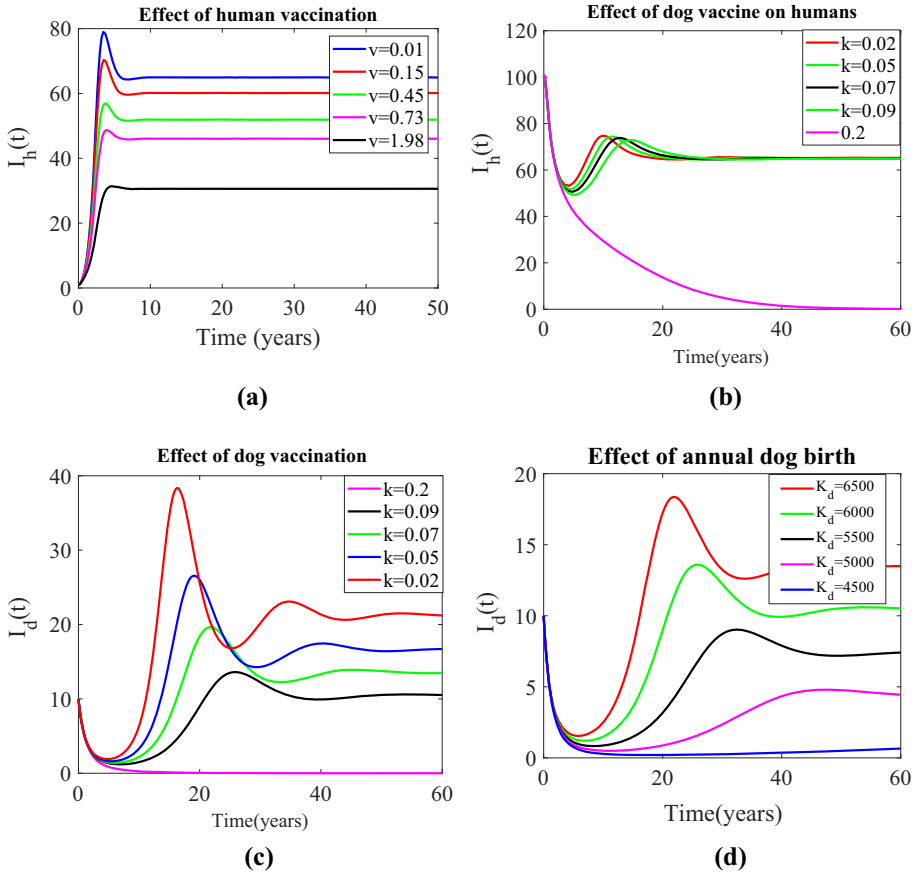 Effect of human vaccination
80
60
40
20
0
I_h(t)
v=0.01
v=0.15
v=0.45
v=0.73
v=1.98
0 10 20 30 40 50
Time (years)
(a)
Effect of dog vaccine on humans
120
100
80
60
40
20
0
I_h(t)
k=0.02
k=0.05
k=0.07
k=0.09
0.2
0 20 40 60
Time(years)
(b)
Effect of dog vaccination
40
30
20
10
0
I_d(t)
k=0.2
k=0.09
k=0.07
k=0.05
k=0.02
0 20 40 60
Time(years)
(c)
Effect of annual dog birth
20
15
10
5
0
I_d(t)
K_d=6500
K_d=6000
K_d=5500
K_d=5000
K_d=4500
0 20 40 60
Time(years)
(d)